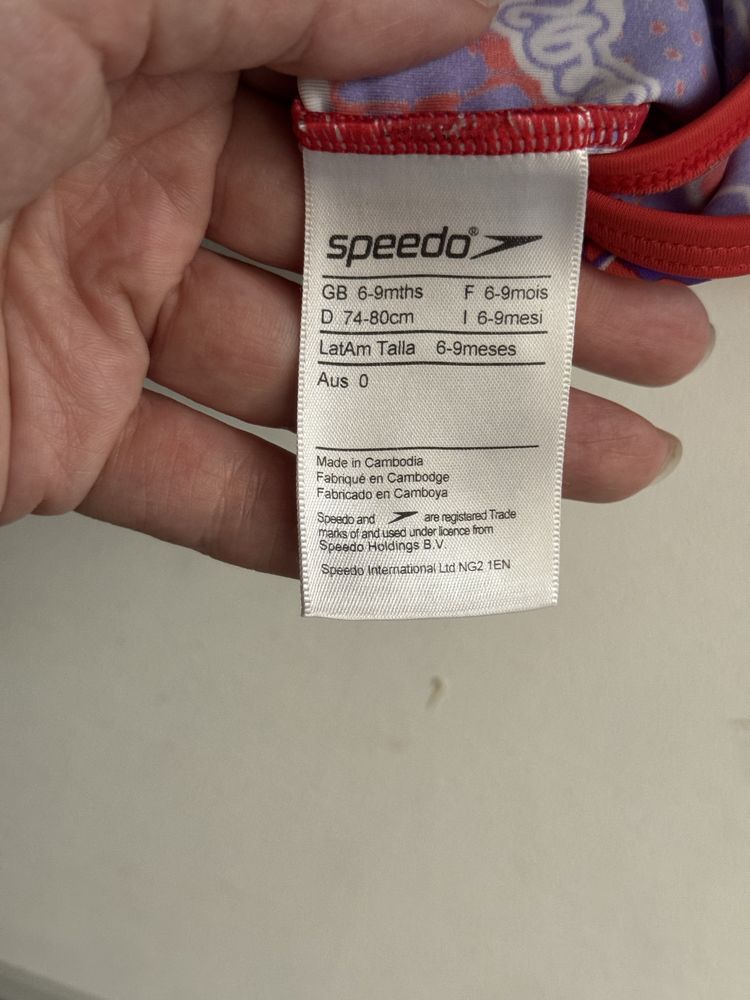 speedo®
GB 6-9mths F 6-9mois
D 74-80cm I 6-9mesi
LatAm Talla 6-9meses
Aus 0
Made in Cambodia
Fabriqué en Cambodge
Fabricado en Camboya
Speedo and are registered Trade
marks of and used under licence from
Speedo Holdings B.V.
Speedo International Ltd NG2 1EN